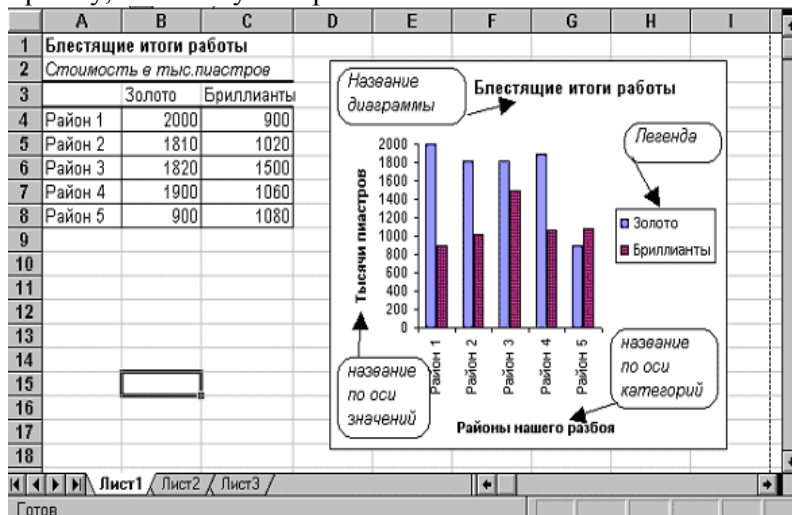 A B C D E F G H I
1 Блестящие итоги работы
2 Стоимость в тыс.пиастров
3 Золото Бриллианты
4 Район 1 2000 900
5 Район 2 1810 1020
6 Район 3 1820 1500
7 Район 4 1900 1060
8 Район 5 900 1080
9
10
11
12
13
14
15
16
17
18
Название
диаграммы
Блестящие итоги работы
Легенда
2000
1800
1600
1400
1200
1000
800
600
400
200
0
Тысячи пиастров
Золото
Бриллианты
Район 1
Район 2
Район 3
Район 4
Район 5
название
по оси
значений
название
по оси
категорий
Районы нашего разбоя
Лист1 Лист2 Лист3
Готов